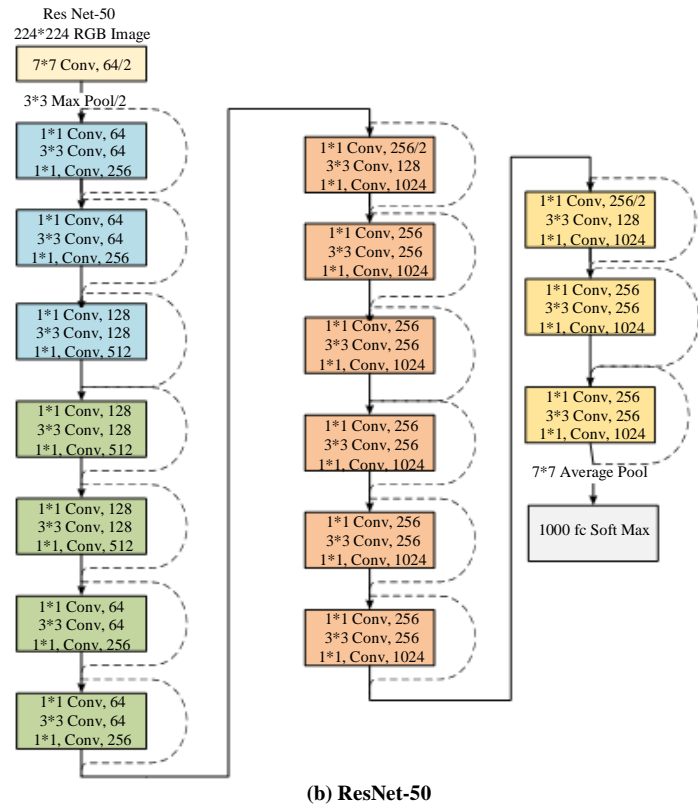 Res Net-50
224*224 RGB Image
7*7 Conv, 64/2
3*3 Max Pool/2
1*1 Conv, 64
3*3 Conv, 64
1*1, Conv, 256
1*1 Conv, 64
3*3 Conv, 64
1*1, Conv, 256
1*1 Conv, 128
3*3 Conv, 128
1*1, Conv, 512
1*1 Conv, 128
3*3 Conv, 128
1*1, Conv, 512
1*1 Conv, 128
3*3 Conv, 128
1*1, Conv, 512
1*1 Conv, 64
3*3 Conv, 64
1*1, Conv, 256
1*1 Conv, 64
3*3 Conv, 64
1*1, Conv, 256
1*1 Conv, 256/2
3*3 Conv, 128
1*1, Conv, 1024
1*1 Conv, 256
3*3 Conv, 256
1*1, Conv, 1024
1*1 Conv, 256
3*3 Conv, 256
1*1, Conv, 1024
1*1 Conv, 256
3*3 Conv, 256
1*1, Conv, 1024
1*1 Conv, 256
3*3 Conv, 256
1*1, Conv, 1024
1*1 Conv, 256
3*3 Conv, 256
1*1, Conv, 1024
1*1 Conv, 256/2
3*3 Conv, 128
1*1, Conv, 1024
1*1 Conv, 256
3*3 Conv, 256
1*1, Conv, 1024
1*1 Conv, 256
3*3 Conv, 256
1*1, Conv, 1024
7*7 Average Pool
1000 fc Soft Max
(b) ResNet-50